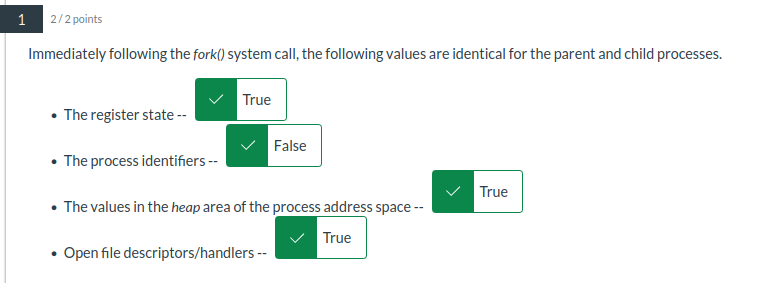 1 2 / 2 points
Immediately following the fork() system call, the following values are identical for the parent and child processes.
• The register state -- True
• The process identifiers -- False
• The values in the heap area of the process address space -- True
• Open file descriptors/handlers -- True